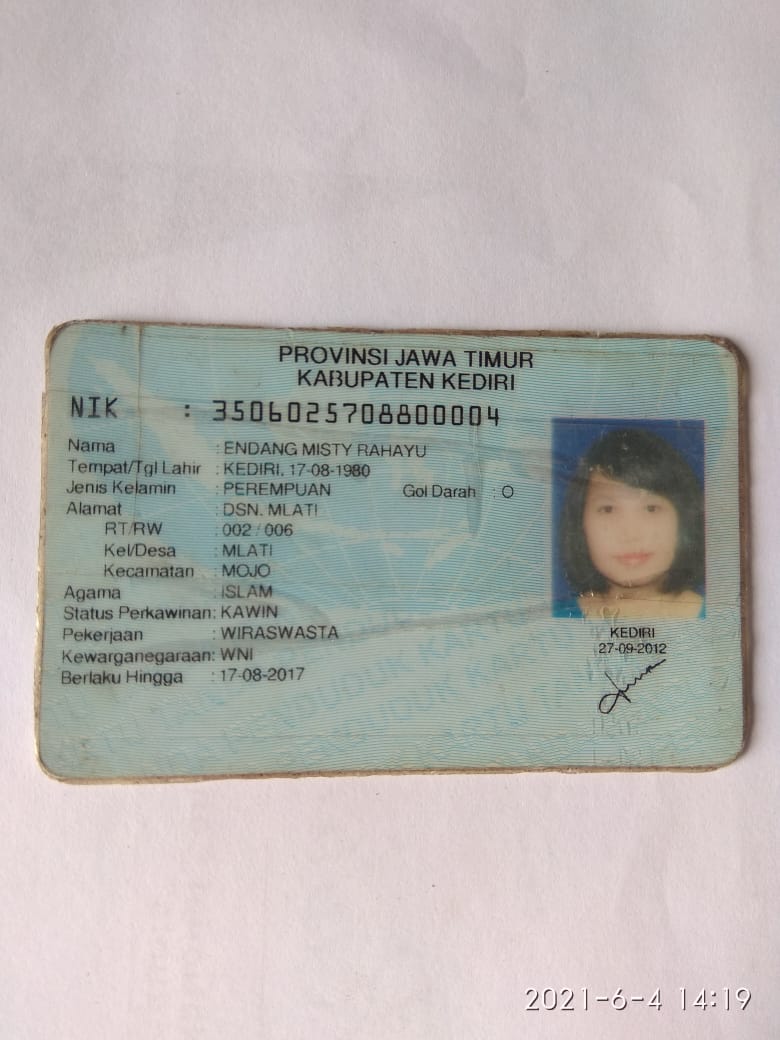 PROVINSI JAWA TIMUR
KABUPATEN KEDIRI
NIK : 3506025708800004
Nama : ENDANG MISTY RAHAYU
Tempat/Tgl Lahir : KEDIRI, 17-08-1980
Jenis Kelamin : PEREMPUAN Gol Darah : O
Alamat : DSN. MLATI
RT/RW : 002 / 006
Kel/Desa : MLATI
Kecamatan : MOJO
Agama : ISLAM
Status Perkawinan: KAWIN
Pekerjaan : WIRASWASTA
Kewarganegaraan: WNI
Berlaku Hingga : 17-08-2017
KEDIRI
27-09-2012
2021-6-4 14:19